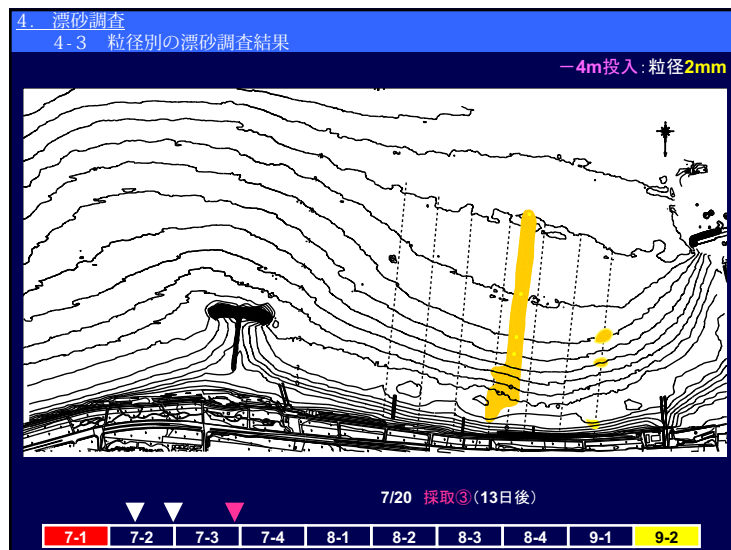 4. 漂砂調査
4-3 粒径別の漂砂調査結果
－4m投入:粒径2mm
7/20 採取③(13日後)
7-1 7-2 7-3 7-4 8-1 8-2 8-3 8-4 9-1 9-2